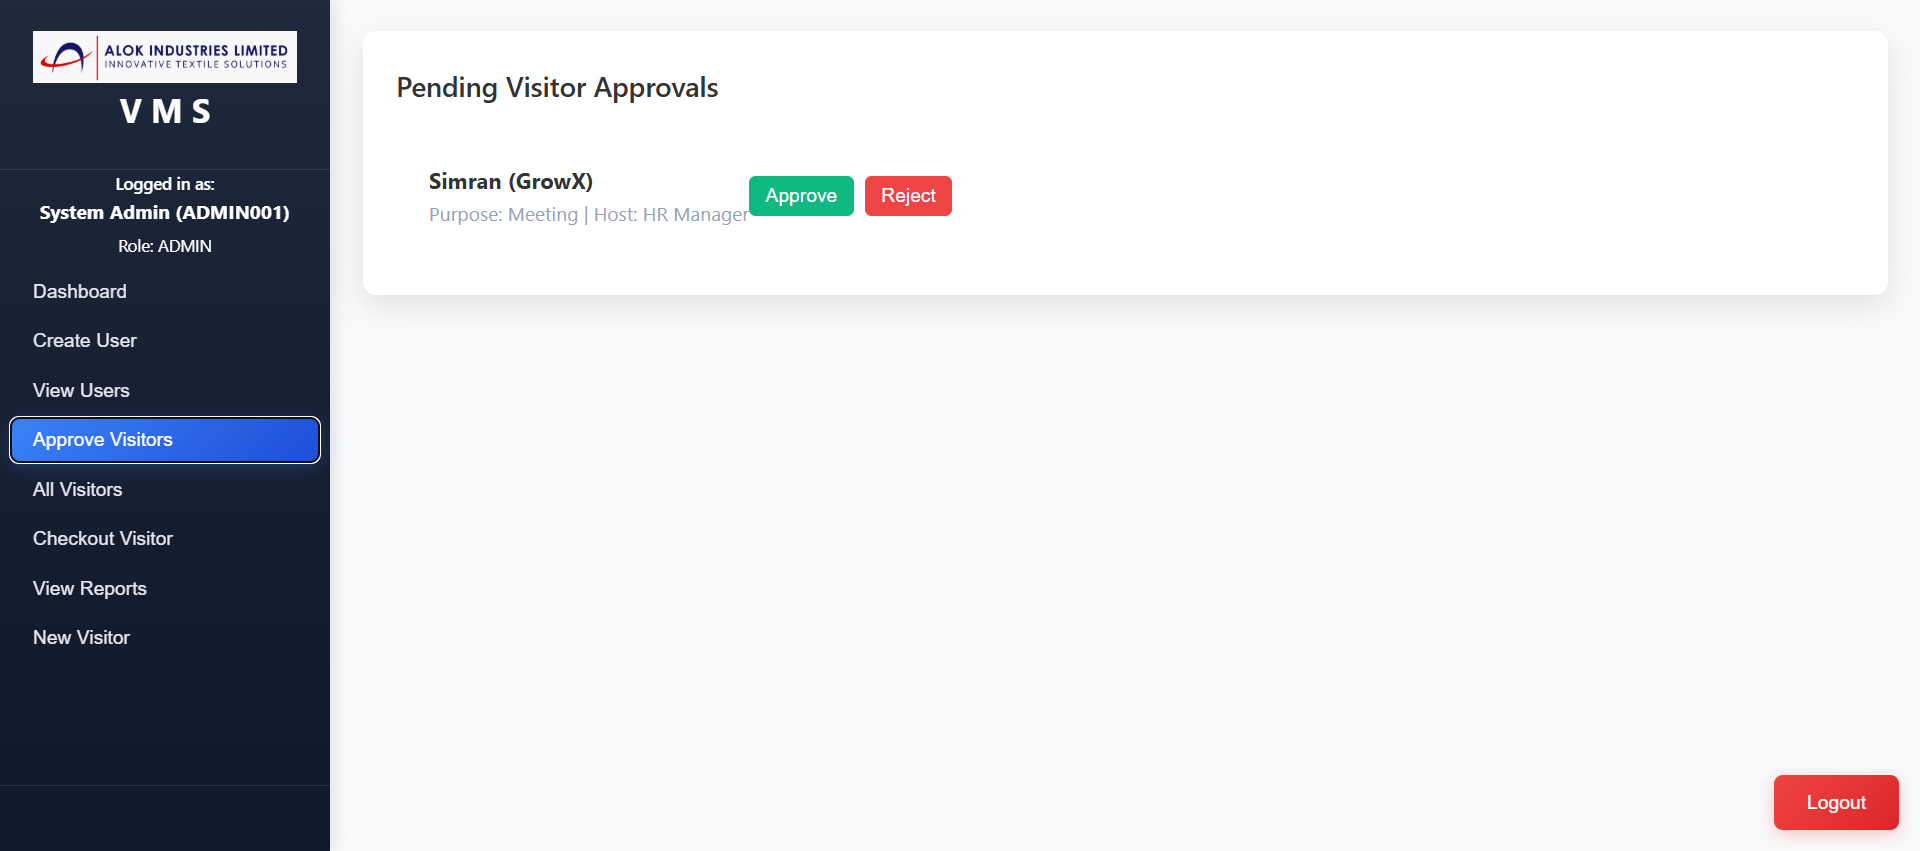 ALOK INDUSTRIES LIMITED
INNOVATIVE TEXTILE SOLUTIONS
V M S
Logged in as:
System Admin (ADMIN001)
Role: ADMIN
Dashboard
Create User
View Users
Approve Visitors
All Visitors
Checkout Visitor
View Reports
New Visitor
Pending Visitor Approvals
Simran (GrowX)
Purpose: Meeting | Host: HR Manager
Approve
Reject
Logout